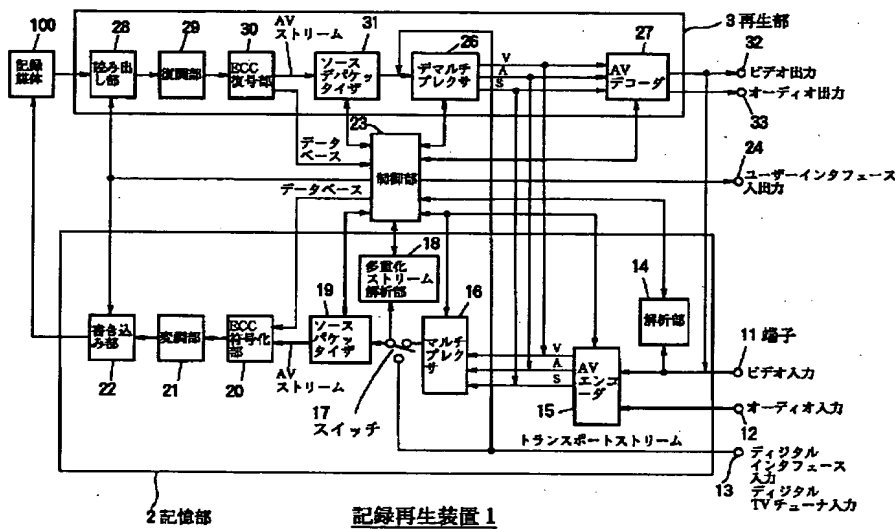 3 再生部
100
記録
媒体
28
読み出
し部
29
復調部
30
ECC
復号部
AV
ストリーム
31
ソース
デパケッ
タイザ
26
デマルチ
プレクサ
V
A
S
27
AV
デコーダ
32
ビデオ出力
オーディオ出力
33
23
制御部
データ
ベース
データベース
24
ユーザーインタフェース
入出力
18
多重化
ストリーム
解析部
14
解析部
19
ソース
パケッ
タイザ
16
マルチ
プレク
サ
V
A
S
AV
エンコ
ーダ
15
11 端子
ビデオ入力
オーディオ入力
12
書き込
み部
22
変調部
21
ECC
符号化
部
20
AV
ストリーム
17
スイッチ
トランスポートストリーム
13
ディジタル
インタフェース
入力
ディジタル
TVチューナ入力
2 記憶部
記録再生装置1